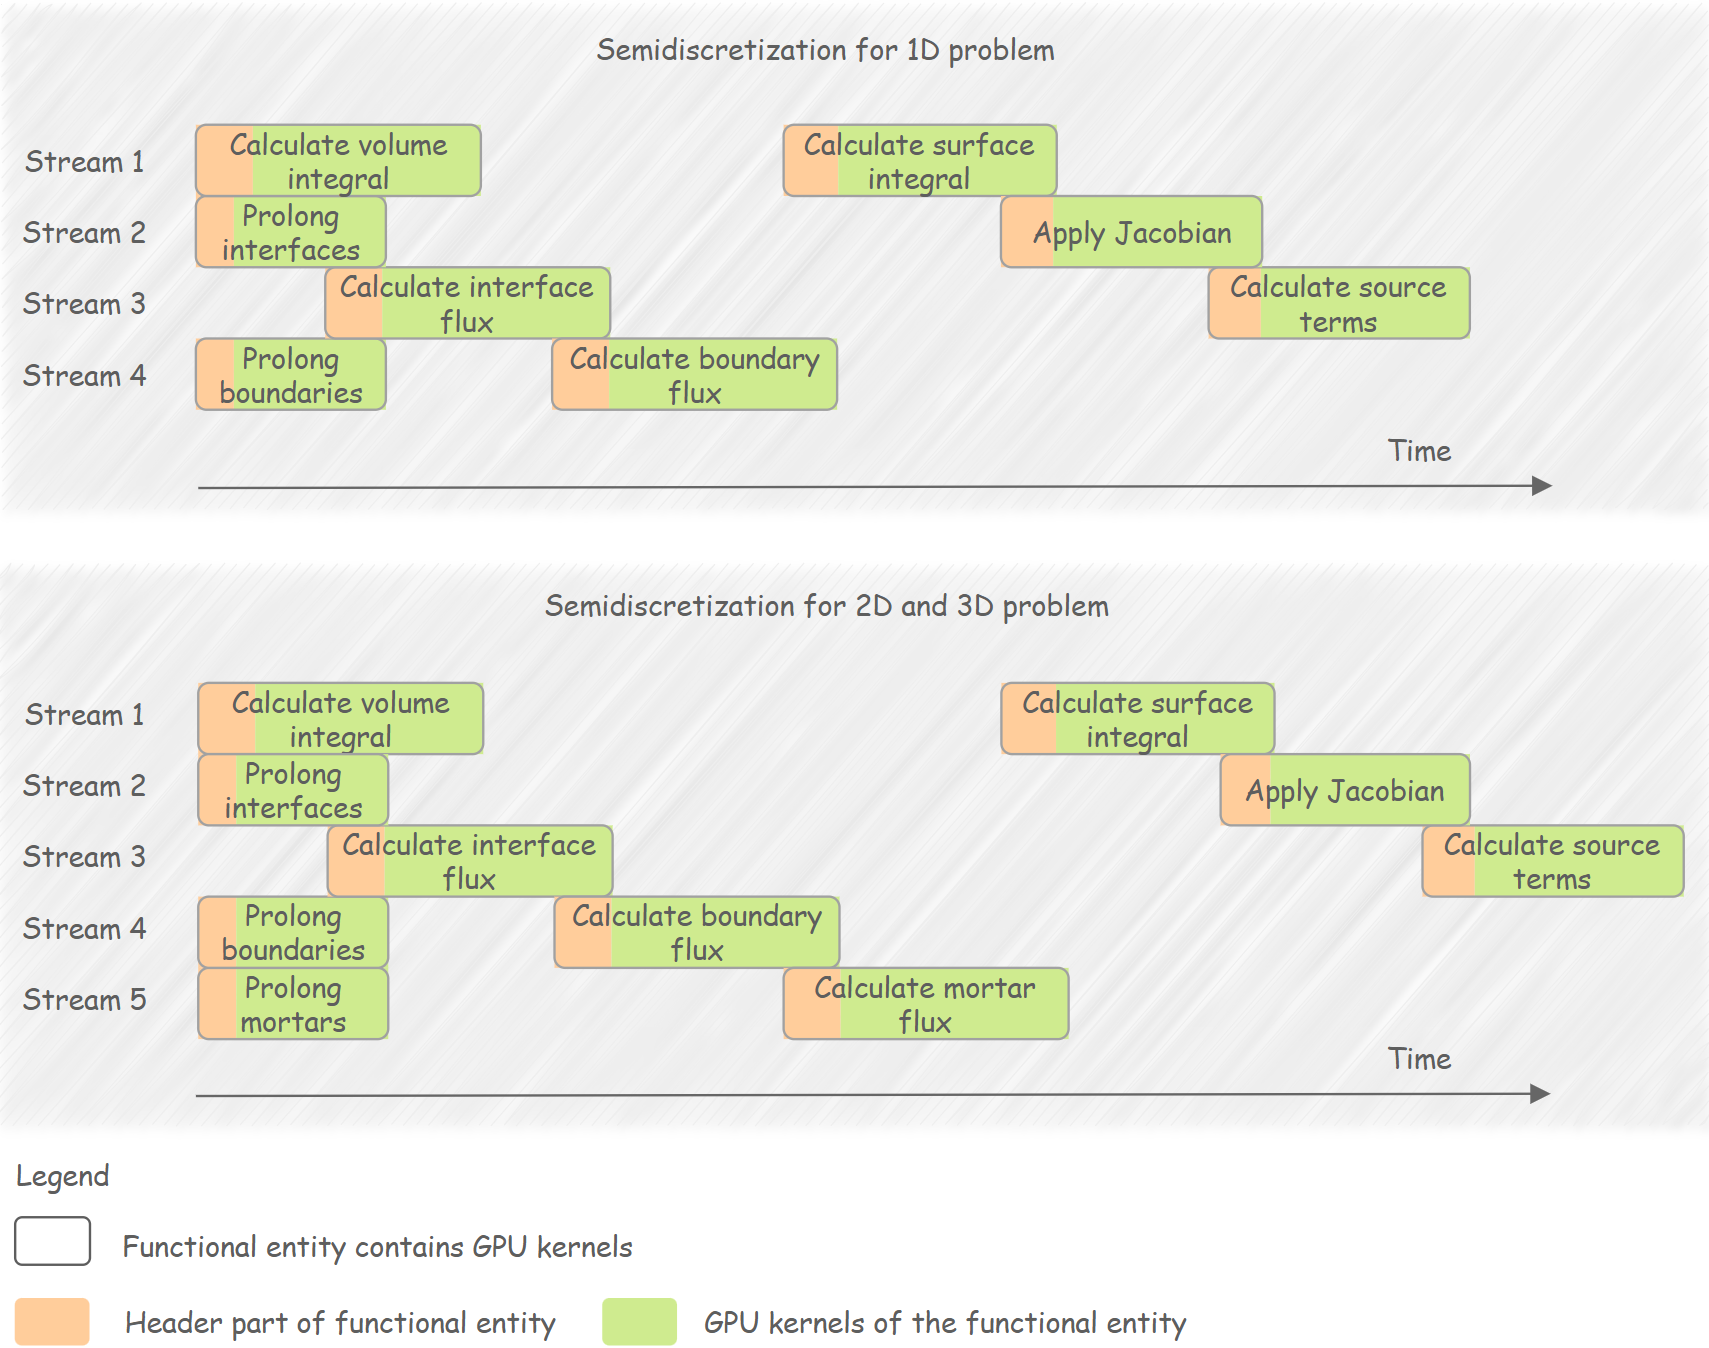 Semidiscretization for 1D problem
Stream 1
Calculate volume
integral
Calculate surface
integral
Stream 2
Prolong
interfaces
Apply Jacobian
Stream 3
Calculate interface
flux
Calculate source
terms
Stream 4
Prolong
boundaries
Calculate boundary
flux
Time
Semidiscretization for 2D and 3D problem
Stream 1
Calculate volume
integral
Calculate surface
integral
Stream 2
Prolong
interfaces
Apply Jacobian
Stream 3
Calculate interface
flux
Calculate source
terms
Stream 4
Prolong
boundaries
Calculate boundary
flux
Stream 5
Prolong
mortars
Calculate mortar
flux
Time
Legend
Functional entity contains GPU kernels
Header part of functional entity
GPU kernels of the functional entity